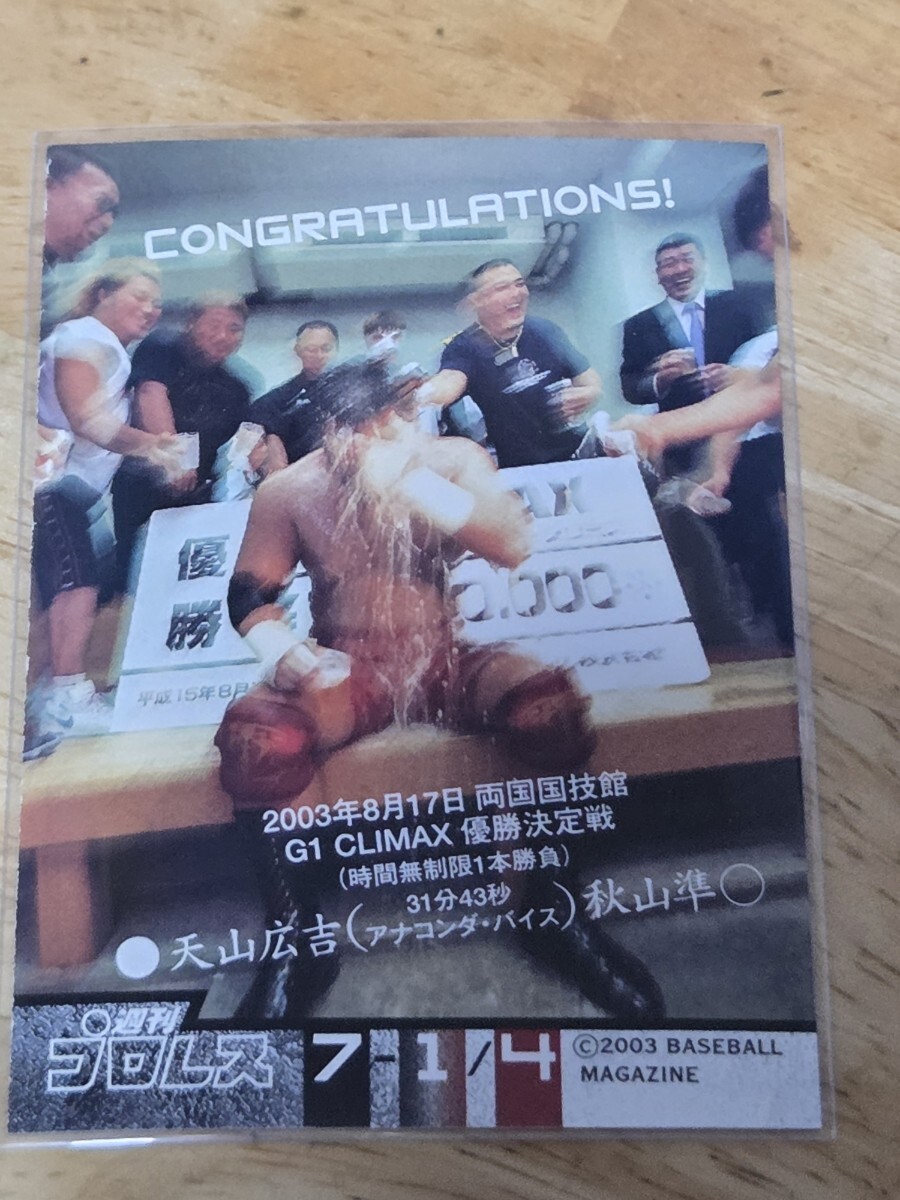 CONGRATULATIONS!
優
勝
0.000
平成15年8月
2003年8月17日 両国国技館
G1 CLIMAX 優勝決定戦
(時間無制限1本勝負)
●天山広吉(31分43秒
アナコンダ・バイス)秋山準○
週刊
プロレス
7-1/4
©2003 BASEBALL
MAGAZINE